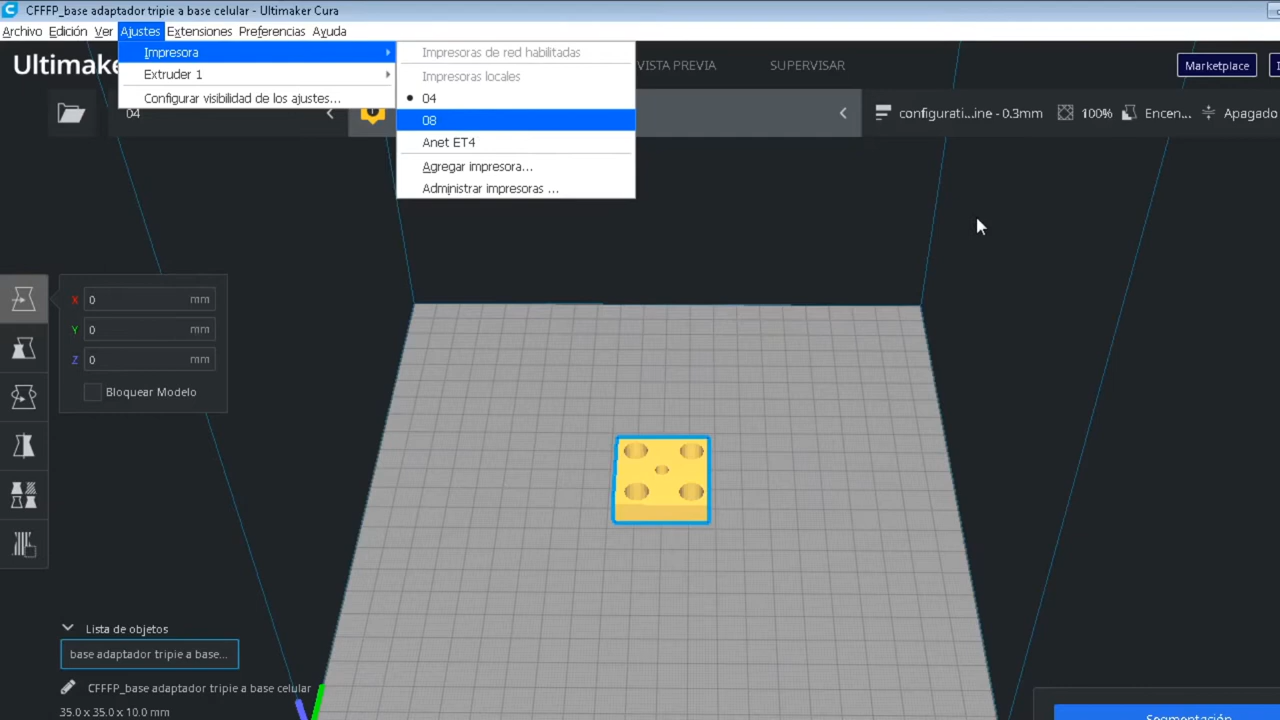 CFFFP_base adaptador tripie a base celular - Ultimaker Cura
Archivo Edición Ver Ajustes Extensiones Preferencias Ayuda
Impresora
Extruder 1
Configurar visibilidad de los ajustes...
Impresoras de red habilitadas
Impresoras locales
04
08
Anet ET4
Agregar impresora...
Administrar impresoras ...
VISTA PREVIA SUPERVISAR
Marketplace
04
configurati...ine - 0.3mm 100% Encen... Apagado
X 0 mm
Y 0 mm
Z 0 mm
Bloquear Modelo
Lista de objetos
base adaptador tripie a base...
CFFFP_base adaptador tripie a base celular
35.0 x 35.0 x 10.0 mm
Segmentación